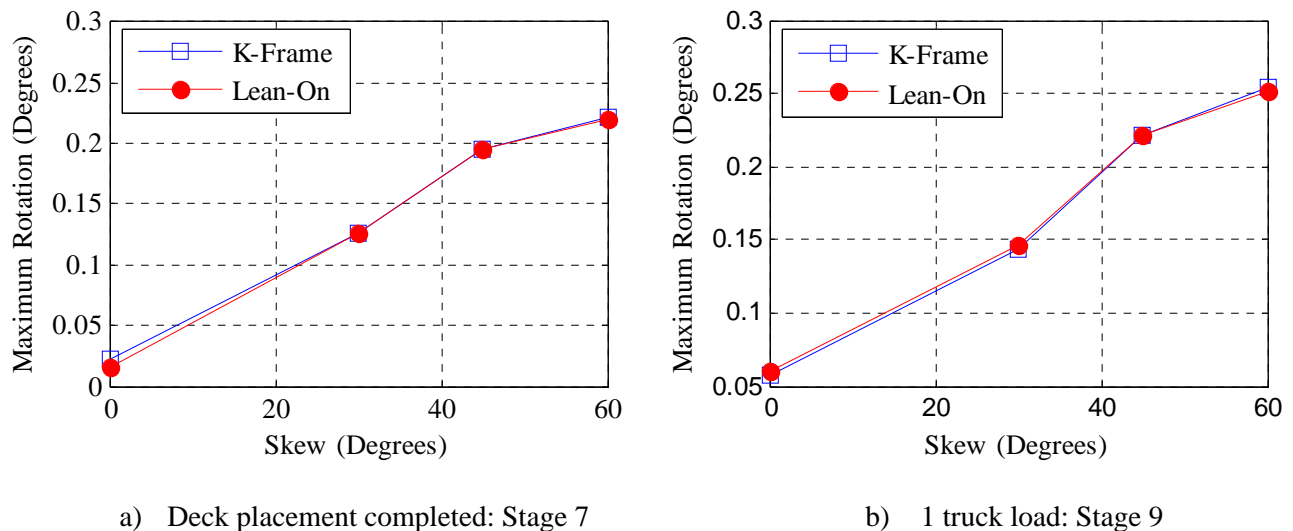 0.3
0.25
0.2
0.15
0.1
0.05
0
0
20
40
60
Maximum Rotation (Degrees)
Skew (Degrees)
K-Frame
Lean-On
a) Deck placement completed: Stage 7
0.3
0.25
0.2
0.15
0.1
0.05
0
20
40
60
Maximum Rotation (Degrees)
Skew (Degrees)
K-Frame
Lean-On
b) 1 truck load: Stage 9